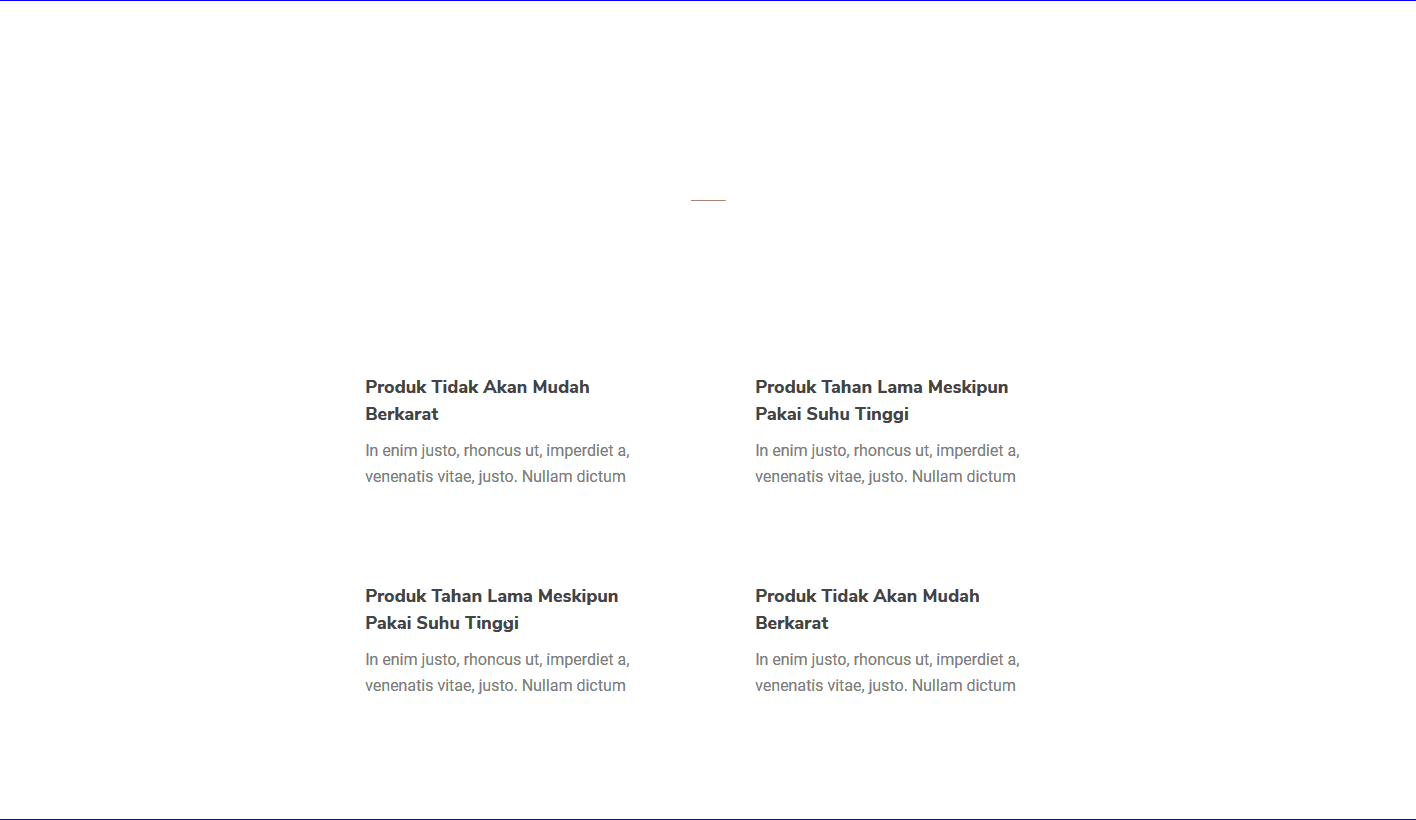 Produk Tidak Akan Mudah
Berkarat
In enim justo, rhoncus ut, imperdiet a,
venenatis vitae, justo. Nullam dictum
Produk Tahan Lama Meskipun
Pakai Suhu Tinggi
In enim justo, rhoncus ut, imperdiet a,
venenatis vitae, justo. Nullam dictum
Produk Tahan Lama Meskipun
Pakai Suhu Tinggi
In enim justo, rhoncus ut, imperdiet a,
venenatis vitae, justo. Nullam dictum
Produk Tidak Akan Mudah
Berkarat
In enim justo, rhoncus ut, imperdiet a,
venenatis vitae, justo. Nullam dictum